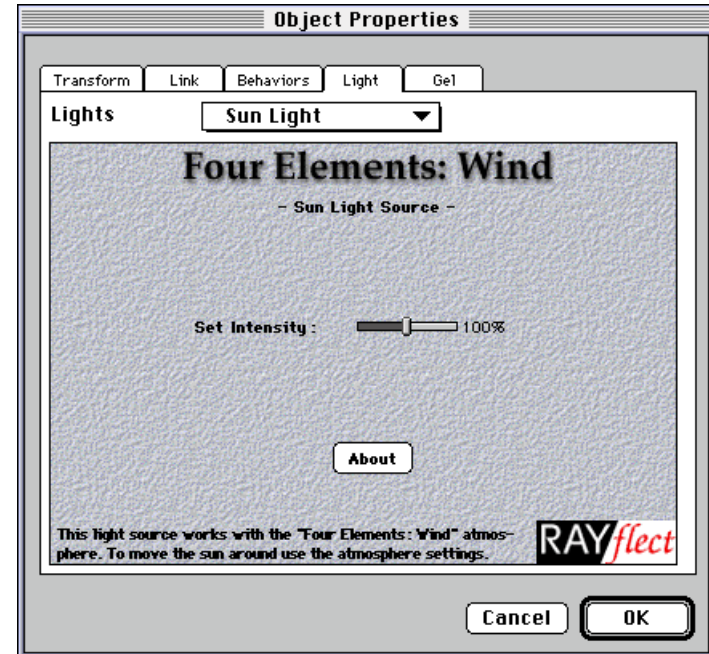 Object Properties
Transform Link Behaviors Light Gel
Lights Sun Light
Four Elements: Wind
- Sun Light Source -
Set Intensity: 100%
About
This light source works with the "Four Elements: Wind" atmos-
phere. To move the sun around use the atmosphere settings.
RAYflect
Cancel OK